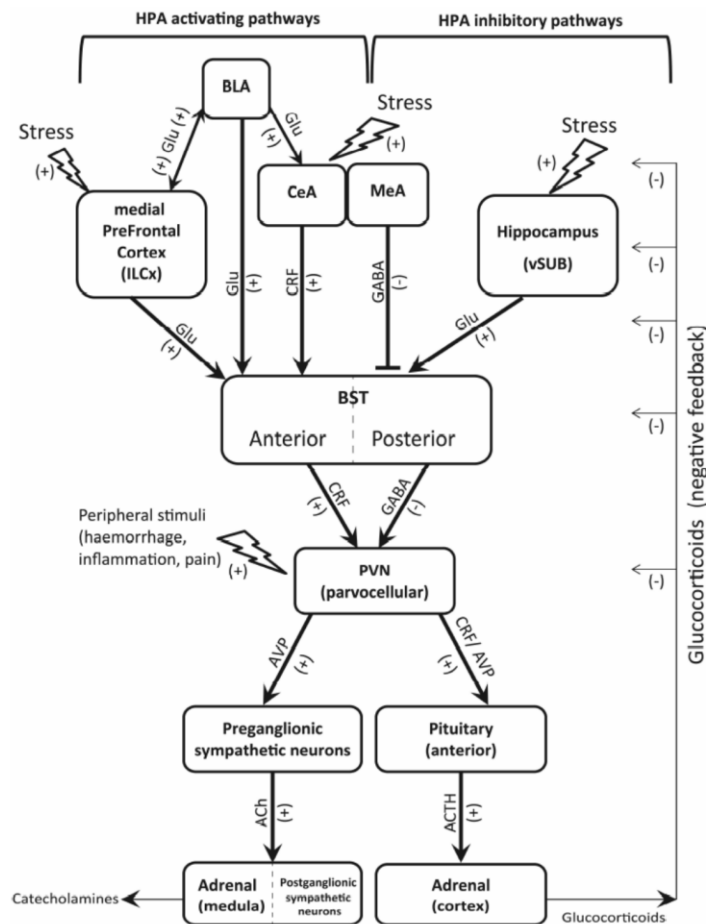 HPA activating pathways
HPA inhibitory pathways
BLA
Stress
(+)
(+) Glu (+)
Glu
(+)
Stress
(+)
Stress
(+)
medial
PreFrontal
Cortex
(ILCx)
CeA
MeA
Hippocampus
(vSUB)
(-)
(-)
(-)
(-)
(-)
Glu
(+)
Glu
(+)
CRF
(+)
GABA
(-)
Glu
(+)
BST
Anterior
Posterior
CRF
(+)
GABA
(-)
Peripheral stimuli
(haemorrhage,
inflammation, pain)
(+)
PVN
(parvocellular)
AVP
(+)
CRF/ AVP
(+)
Glucocorticoids (negative feedback)
Preganglionic
sympathetic neurons
Pituitary
(anterior)
ACh
(+)
ACTH
(+)
Adrenal
(medula)
Postganglionic
sympathetic
neurons
Adrenal
(cortex)
Catecholamines
Glucocorticoids